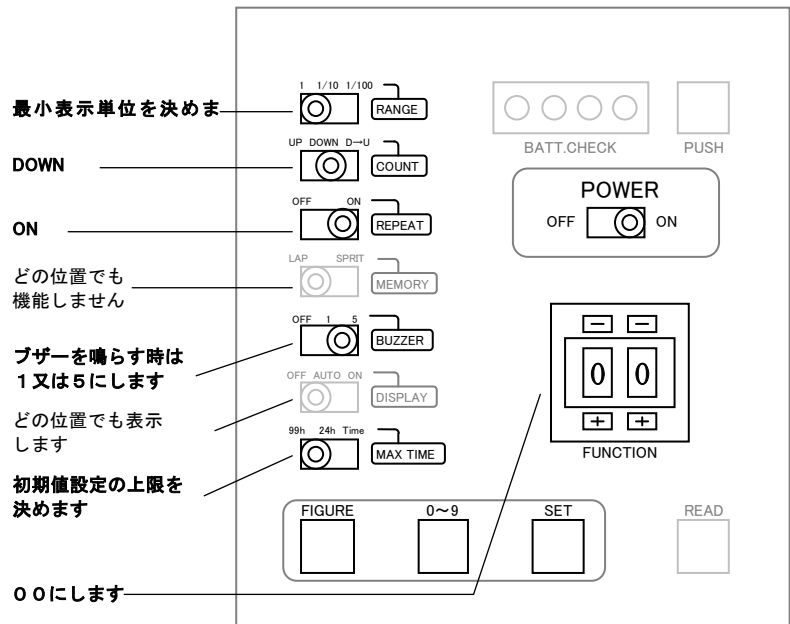 1 1/10 1/100
最小表示単位を決めま
RANGE
BATT.CHECK
PUSH
UP DOWN D→U
DOWN
COUNT
POWER
OFF ON
OFF ON
ON
REPEAT
LAP SPRIT
どの位置でも
機能しません
MEMORY
OFF 1 5
BUZZER
ブザーを鳴らす時は
1又は5にします
OFF AUTO ON
DISPLAY
どの位置でも表示
します
99h 24h Time
MAX TIME
初期値設定の上限を
決めます
− −
0 0
+ +
FUNCTION
FIGURE
0〜9
SET
READ
00にします